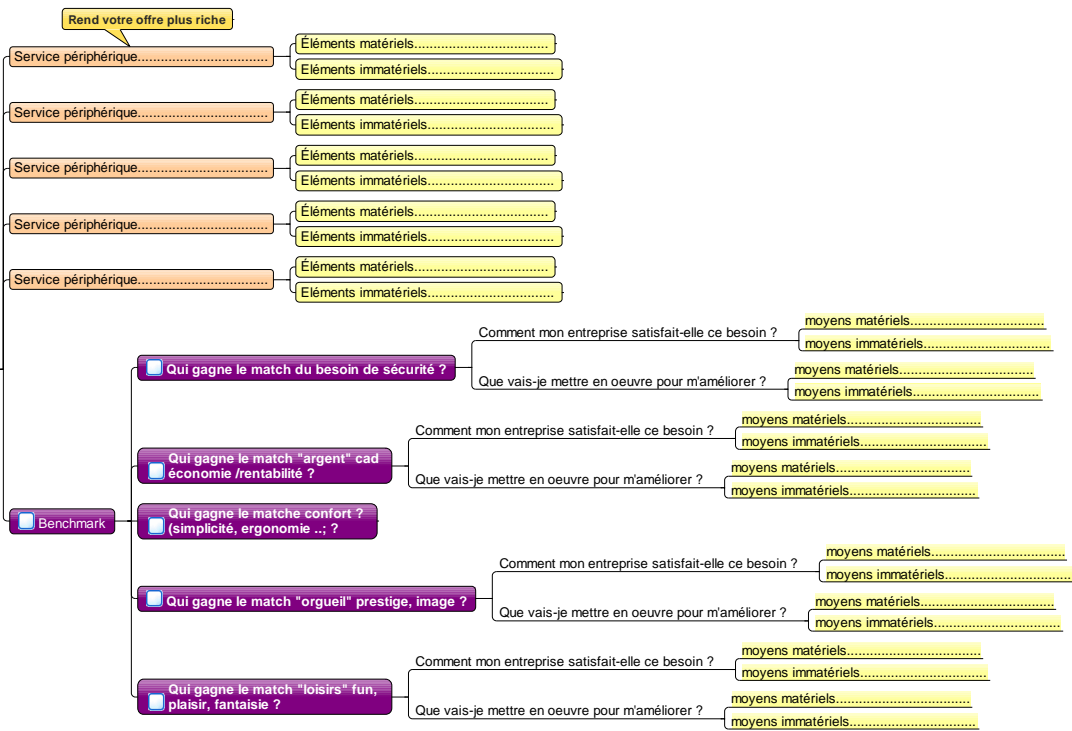 Rend votre offre plus riche
Service périphérique.................................
Éléments matériels..................................
Eléments immatériels................................
Service périphérique.................................
Éléments matériels..................................
Eléments immatériels................................
Service périphérique.................................
Éléments matériels..................................
Eléments immatériels................................
Service périphérique.................................
Éléments matériels..................................
Eléments immatériels................................
Service périphérique.................................
Éléments matériels..................................
Eléments immatériels................................
Benchmark
Qui gagne le match du besoin de sécurité ?
Comment mon entreprise satisfait-elle ce besoin ?
moyens matériels..................................
moyens immatériels................................
Que vais-je mettre en oeuvre pour m'améliorer ?
moyens matériels..................................
moyens immatériels................................
Qui gagne le match "argent" cad
économie /rentabilité ?
Comment mon entreprise satisfait-elle ce besoin ?
moyens matériels..................................
moyens immatériels................................
Que vais-je mettre en oeuvre pour m'améliorer ?
moyens matériels..................................
moyens immatériels................................
Qui gagne le matche confort ?
(simplicité, ergonomie ..; ?
Qui gagne le match "orgueil" prestige, image ?
Comment mon entreprise satisfait-elle ce besoin ?
moyens matériels..................................
moyens immatériels................................
Que vais-je mettre en oeuvre pour m'améliorer ?
moyens matériels..................................
moyens immatériels................................
Qui gagne le match "loisirs" fun,
plaisir, fantaisie ?
Comment mon entreprise satisfait-elle ce besoin ?
moyens matériels..................................
moyens immatériels................................
Que vais-je mettre en oeuvre pour m'améliorer ?
moyens matériels..................................
moyens immatériels................................